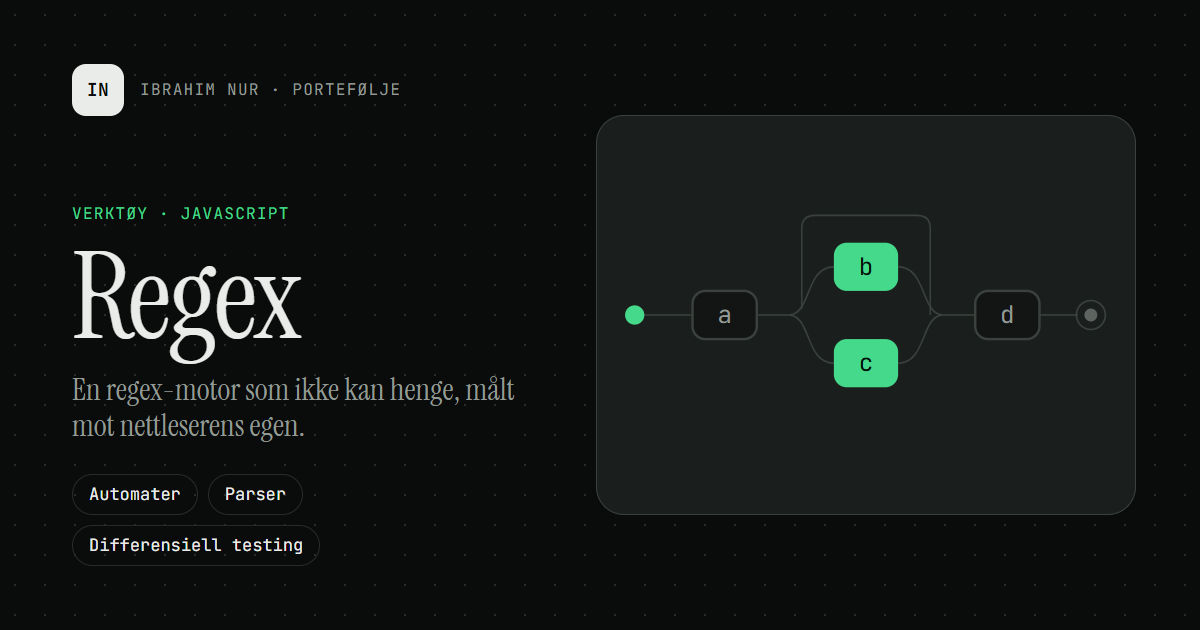 IN
IBRAHIM NUR · PORTEFØLJE
VERKTØY · JAVASCRIPT
Regex
En regex-motor som ikke kan henge, målt
mot nettleserens egen.
Automater
Parser
Differensiell testing
a
b
c
d